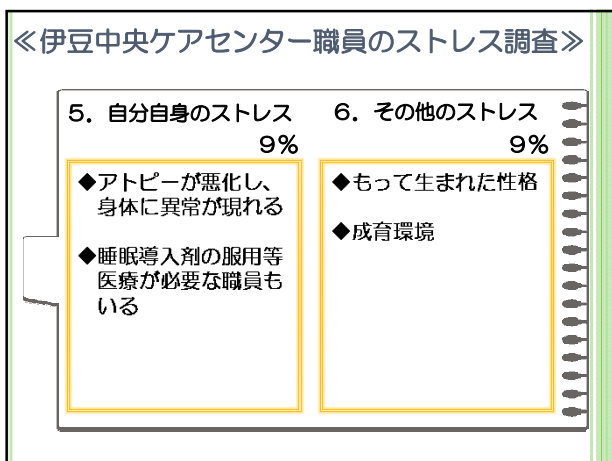 ≪伊豆中央ケアセンター職員のストレス調査≫
5．自分自身のストレス
9%
◆アトピーが悪化し、
身体に異常が現れる
◆睡眠導入剤の服用等
医療が必要な職員も
いる
6．その他のストレス
9%
◆もって生まれた性格
◆成育環境